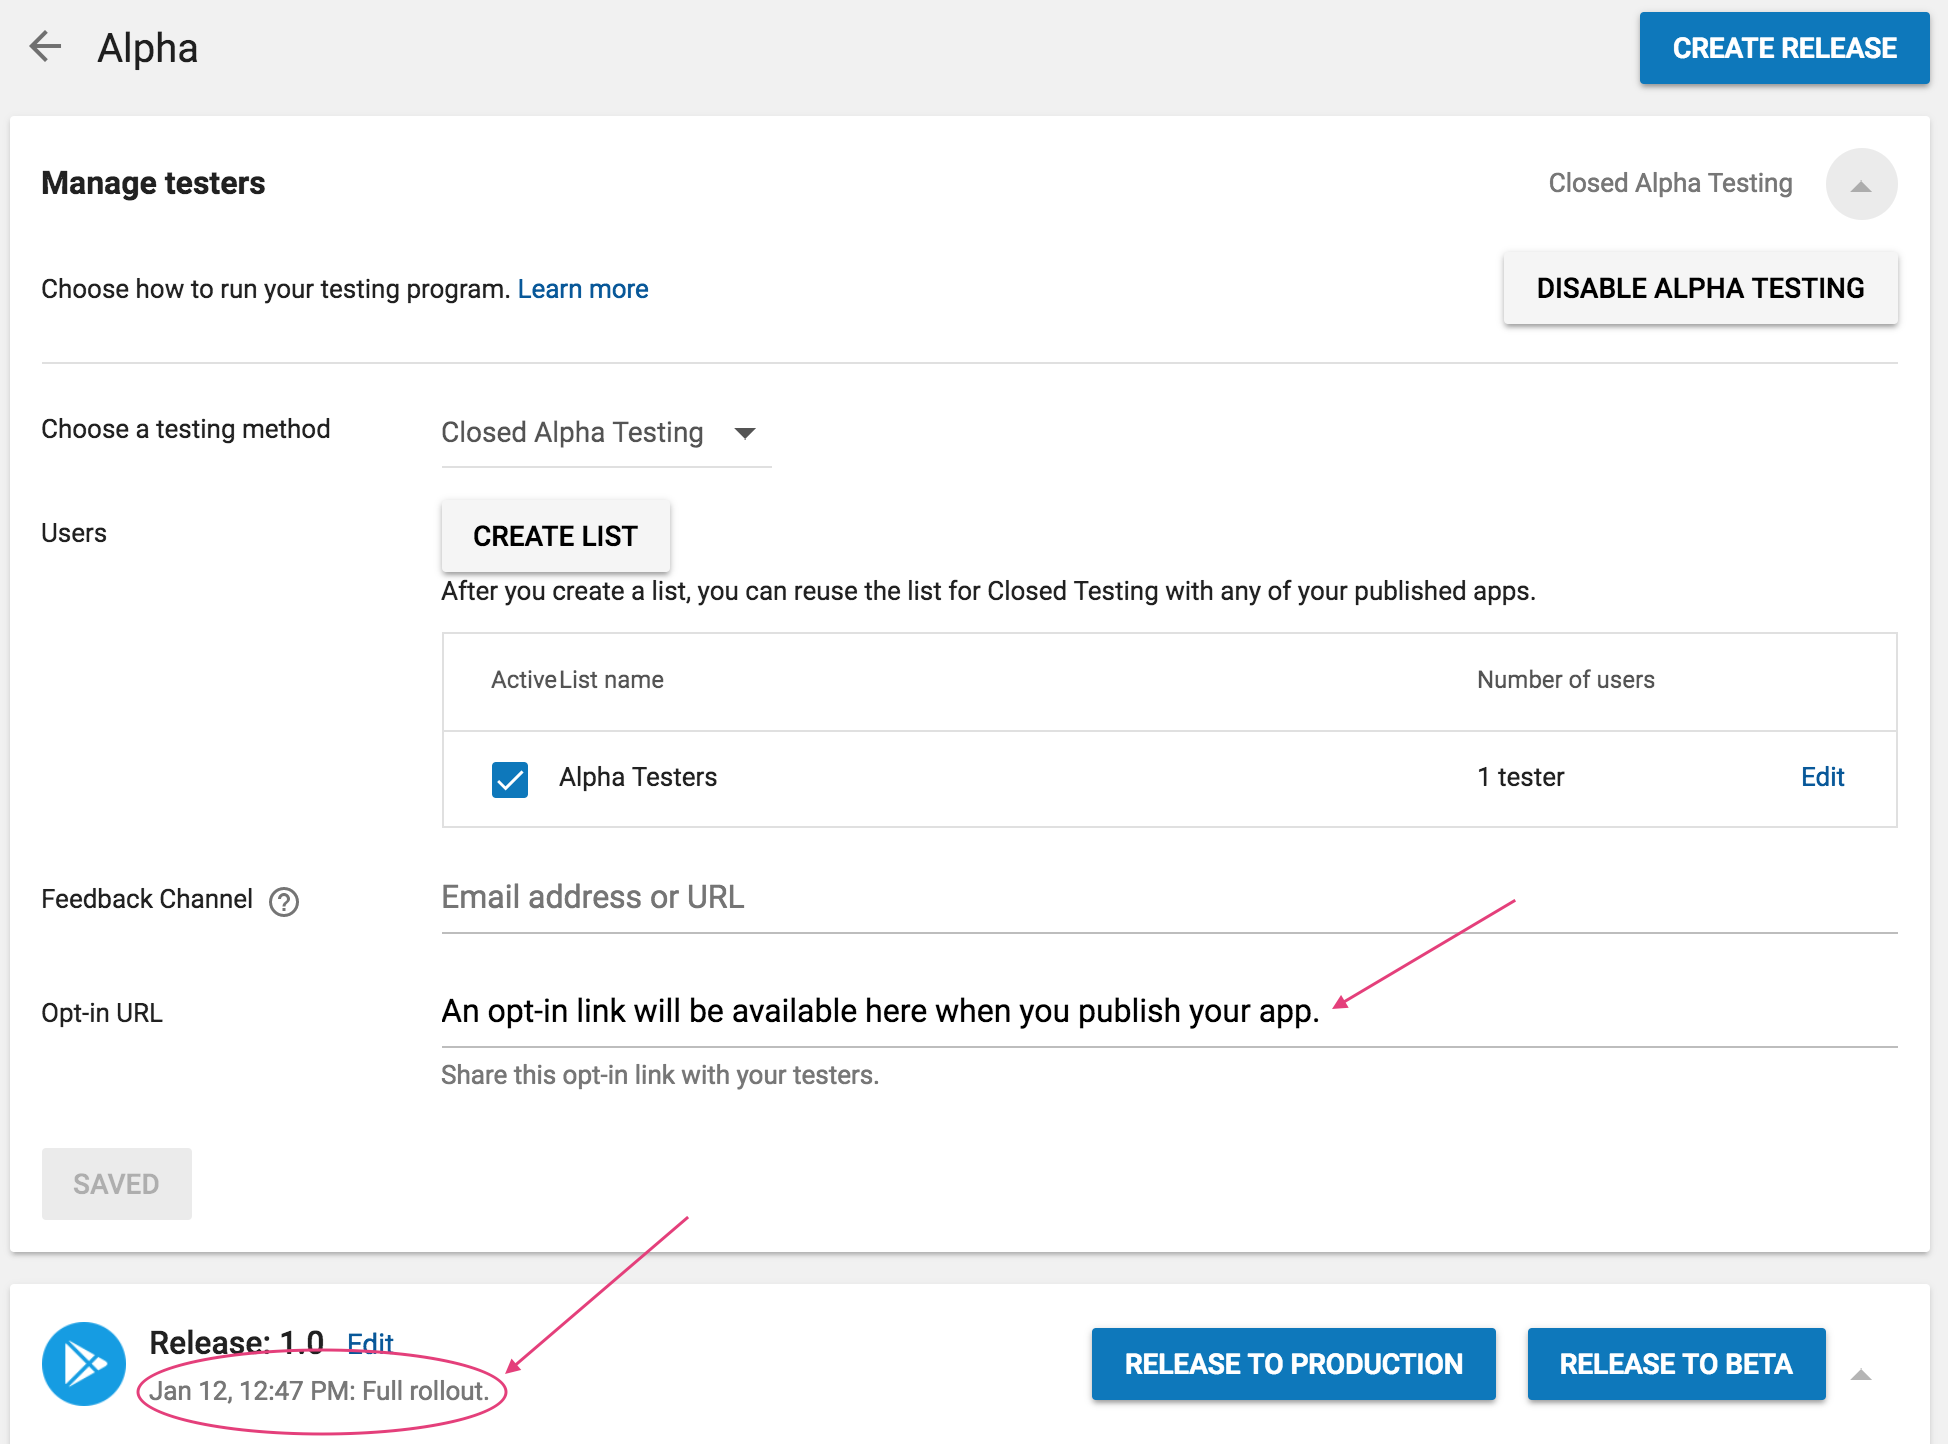 Alpha
CREATE RELEASE
Manage testers
Closed Alpha Testing
Choose how to run your testing program. Learn more
DISABLE ALPHA TESTING
Choose a testing method
Closed Alpha Testing
Users
CREATE LIST
After you create a list, you can reuse the list for Closed Testing with any of your published apps.
Active List name Number of users
Alpha Testers 1 tester Edit
Feedback Channel ?
Email address or URL
Opt-in URL
An opt-in link will be available here when you publish your app.
Share this opt-in link with your testers.
SAVED
Release: 1.0 Edit
Jan 12, 12:47 PM: Full rollout.
RELEASE TO PRODUCTION
RELEASE TO BETA